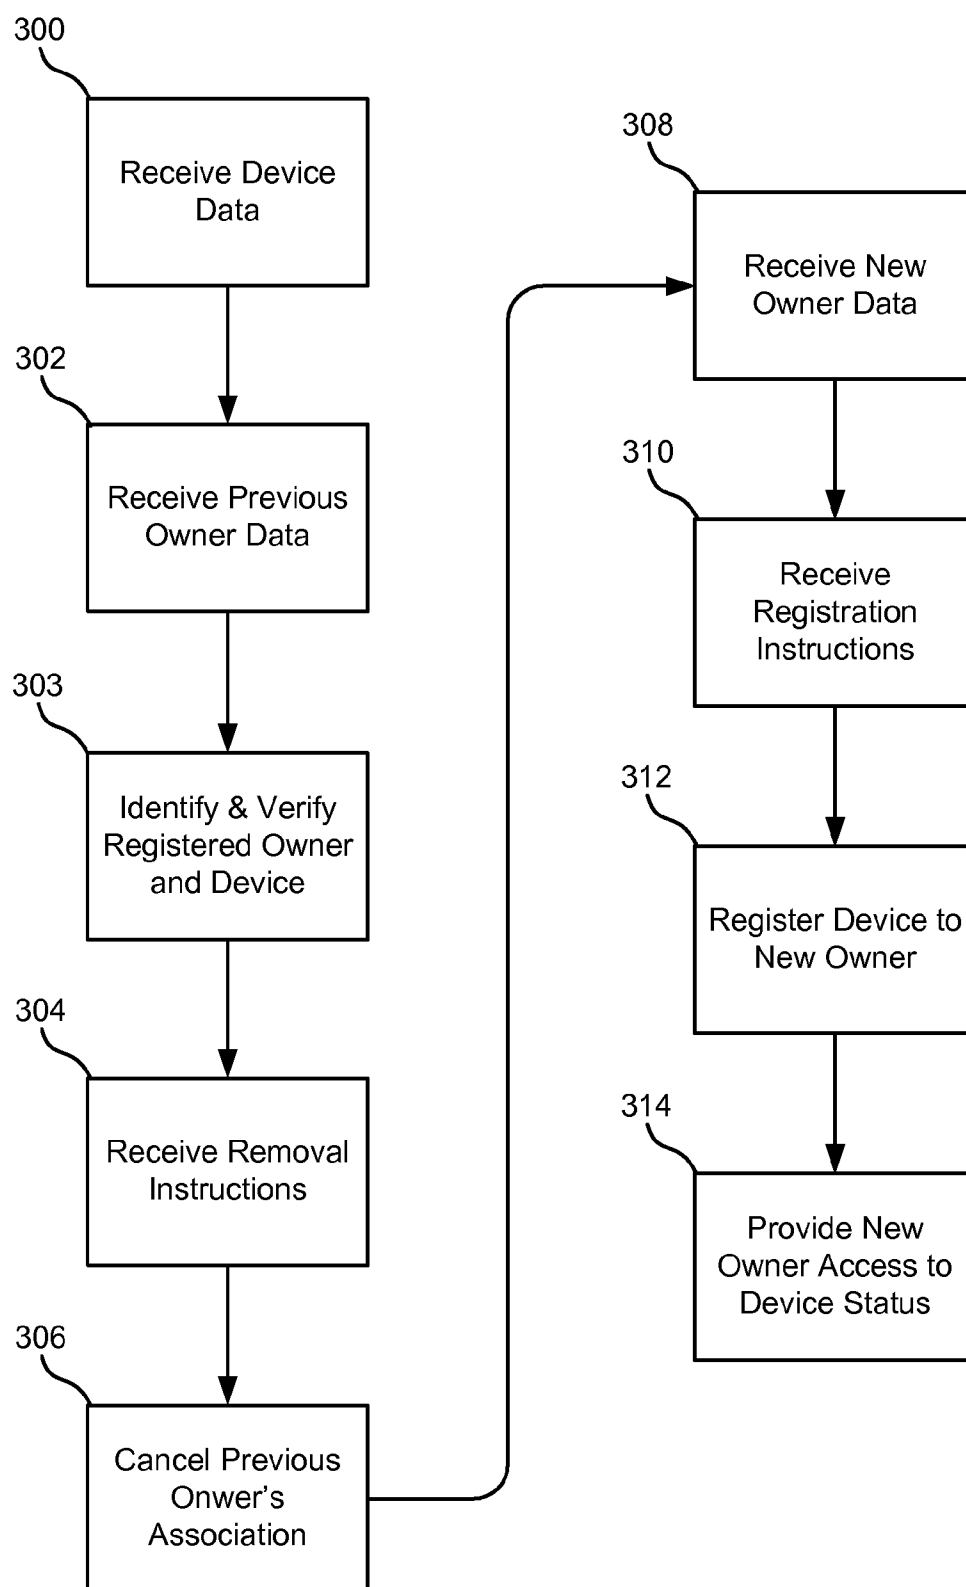 300
Receive Device
Data
302
Receive Previous
Owner Data
303
Identify & Verify
Registered Owner
and Device
304
Receive Removal
Instructions
306
Cancel Previous
Onwer's
Association
308
Receive New
Owner Data
310
Receive
Registration
Instructions
312
Register Device to
New Owner
314
Provide New
Owner Access to
Device Status